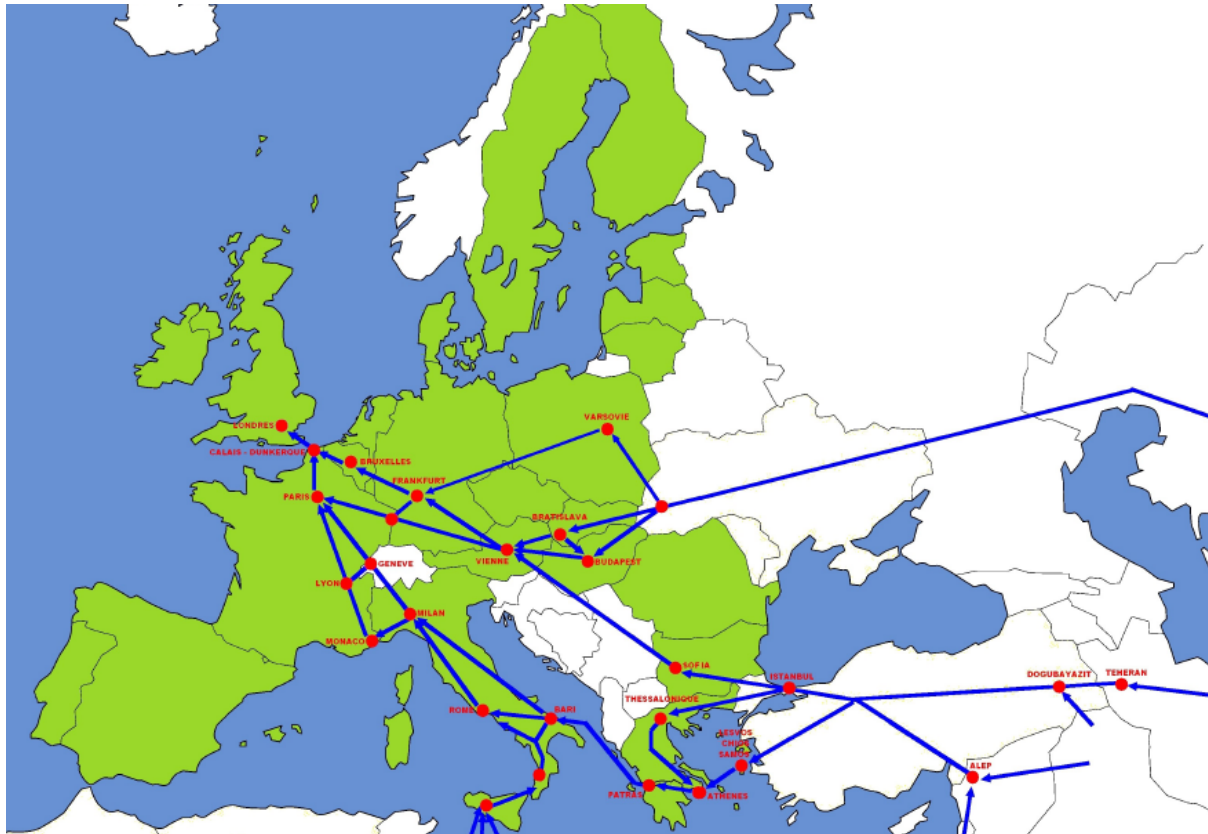 VARSOVIE
LONDRES
CALAIS - DUNKERQUE
BRUXELLES
FRANKFURT
PARIS
BRATISLAVA
VIENNE
BUDAPEST
GENEVE
LYON
MILAN
MONACO
SOFIA
ISTANBUL
DOGUBAYAZIT
TEHERAN
THESSALONIQUE
ROME
BARI
LESVOS
CHIOS
SAMOS
ALEP
PATRAS
ATHENES